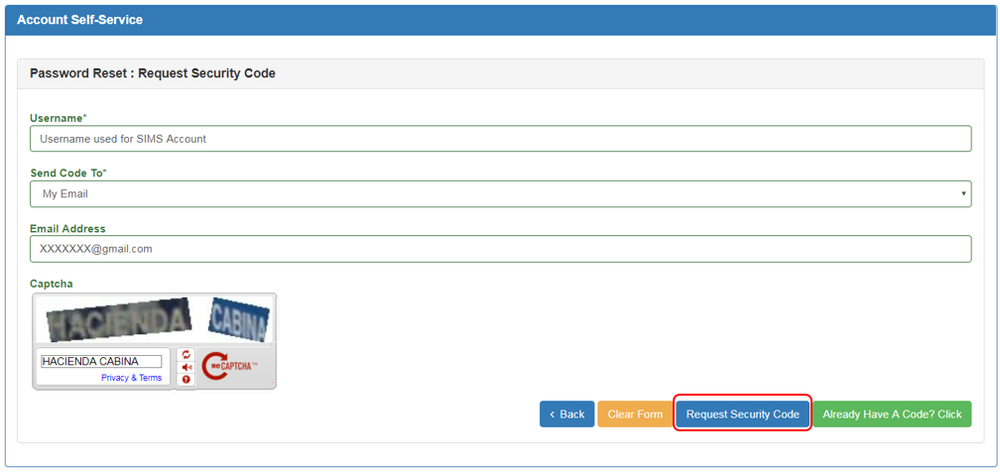 Account Self-Service
Password Reset : Request Security Code
Username*
Username used for SIMS Account
Send Code To*
My Email
Email Address
XXXXXXX@gmail.com
Captcha
HACIENDA CABINA
HACIENDA CABINA
reCAPTCHA™
Privacy & Terms
< Back Clear Form Request Security Code Already Have A Code? Click